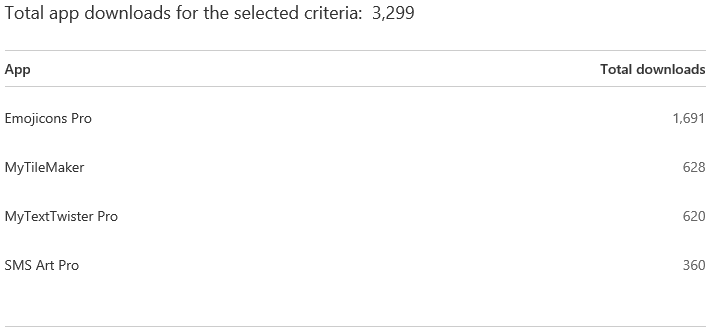 Total app downloads for the selected criteria: 3,299
App Total downloads
Emojicons Pro 1,691
MyTileMaker 628
MyTextTwister Pro 620
SMS Art Pro 360